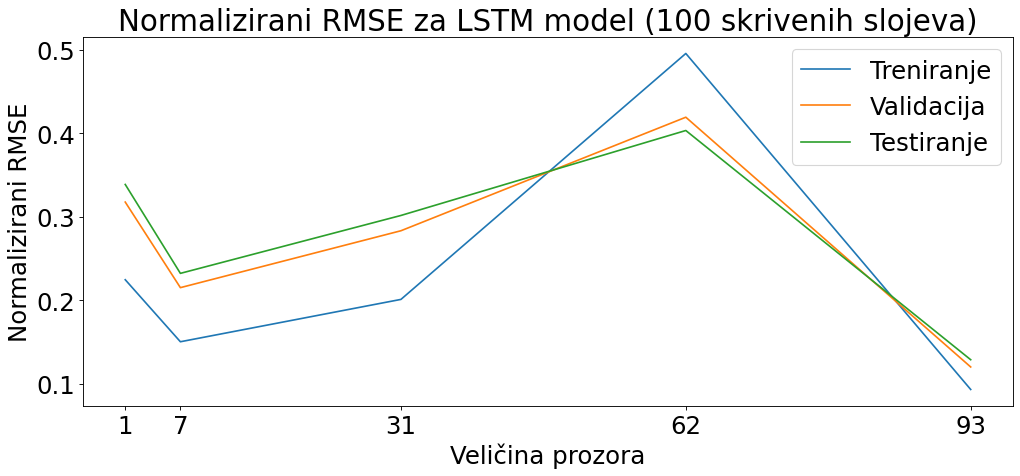 Normalizirani RMSE za LSTM model (100 skrivenih slojeva)
Normalizirani RMSE
0.5
0.4
0.3
0.2
0.1
Treniranje
Validacija
Testiranje
1 7 31 62 93
Veličina prozora